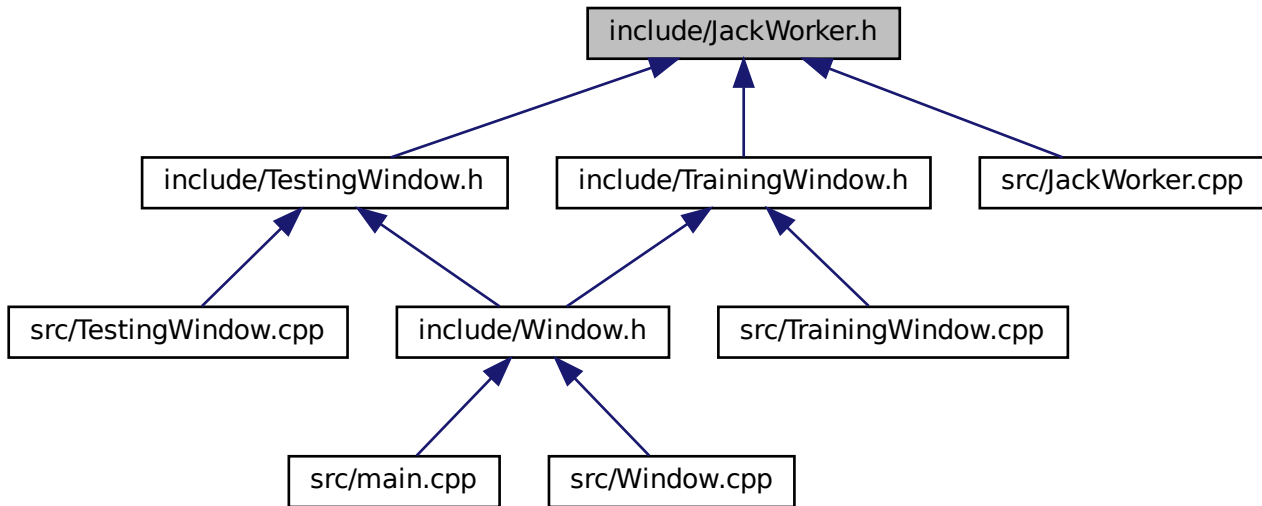 include/JackWorker.h
include/TestingWindow.h
include/TrainingWindow.h
src/JackWorker.cpp
src/TestingWindow.cpp
include/Window.h
src/TrainingWindow.cpp
src/main.cpp
src/Window.cpp